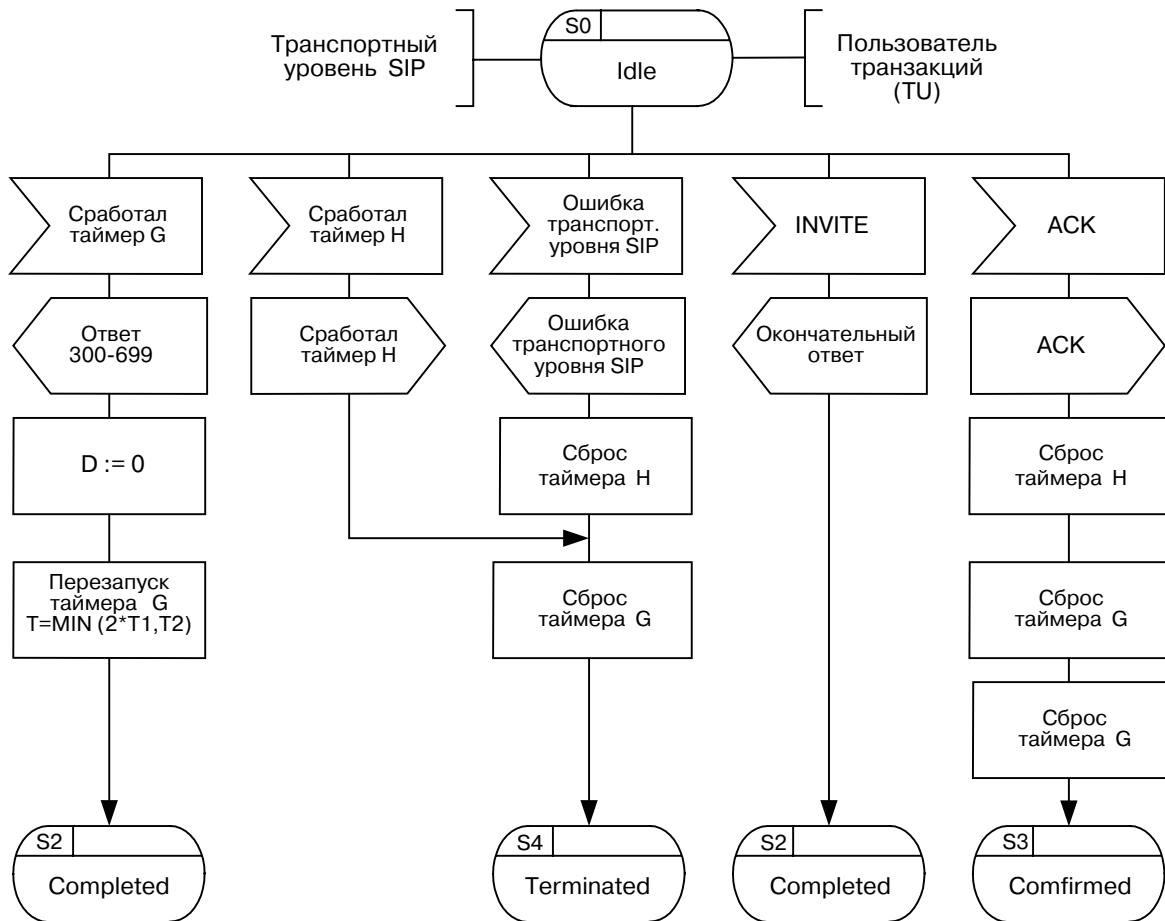 Транспортный
уровень SIP
S0
Idle
Пользователь
транзакций
(TU)
Сработал
таймер G
Сработал
таймер H
Ошибка
транспорт.
уровня SIP
INVITE
ACK
Ответ
300-699
Сработал
таймер H
Ошибка
транспортного
уровня SIP
Окончательный
ответ
ACK
D := 0
Сброс
таймера H
Сброс
таймера H
Перезапуск
таймера G
T=MIN (2*T1,T2)
Сброс
таймера G
Сброс
таймера G
Сброс
таймера G
S2
Completed
S4
Terminated
S2
Completed
S3
Comfirmed